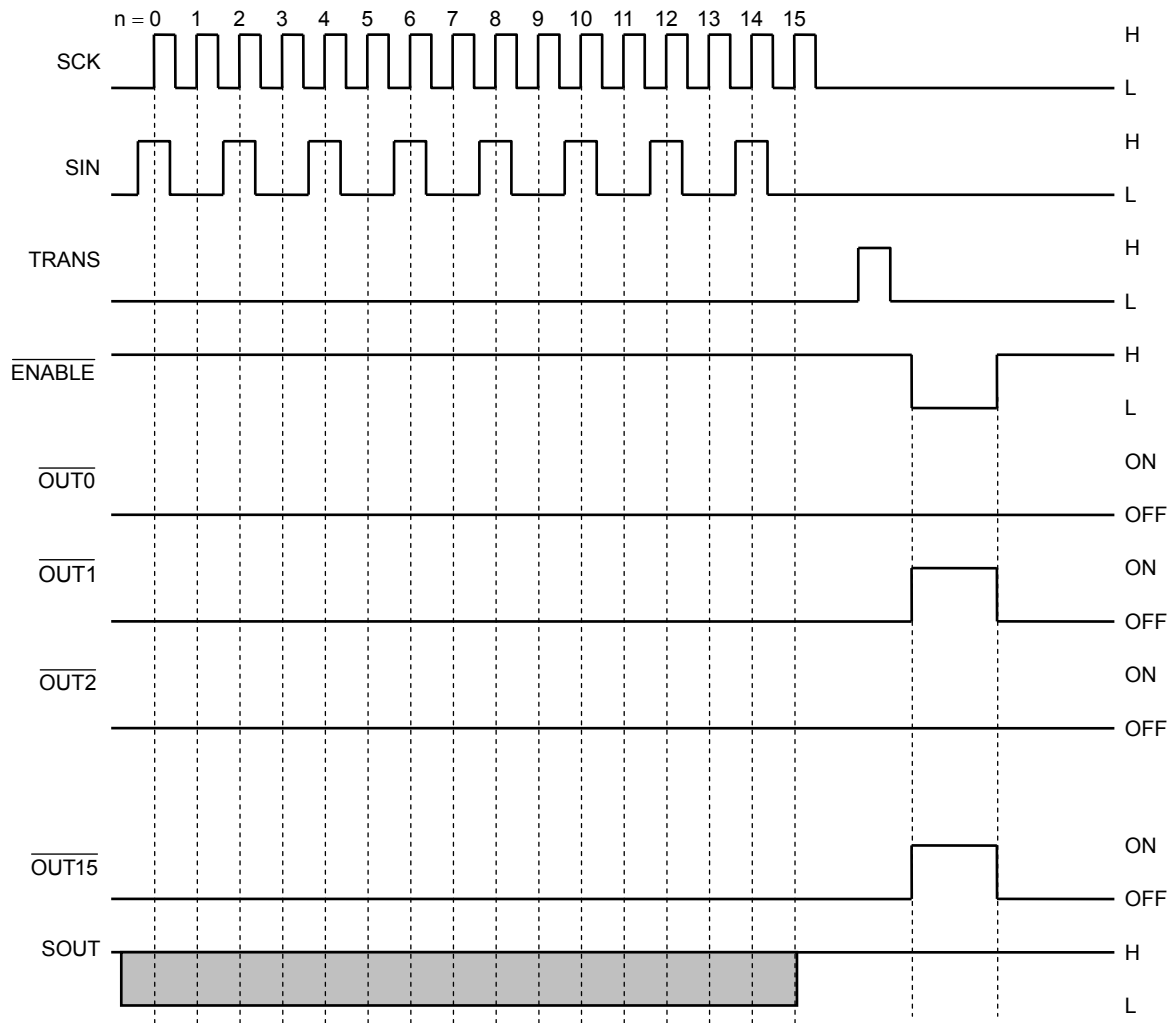 n = 0 1 2 3 4 5 6 7 8 9 10 11 12 13 14 15
SCK
H
L
SIN
H
L
TRANS
H
L
ENABLE
H
L
OUT0
ON
OFF
OUT1
ON
OFF
OUT2
ON
OFF
OUT15
ON
OFF
SOUT
H
L